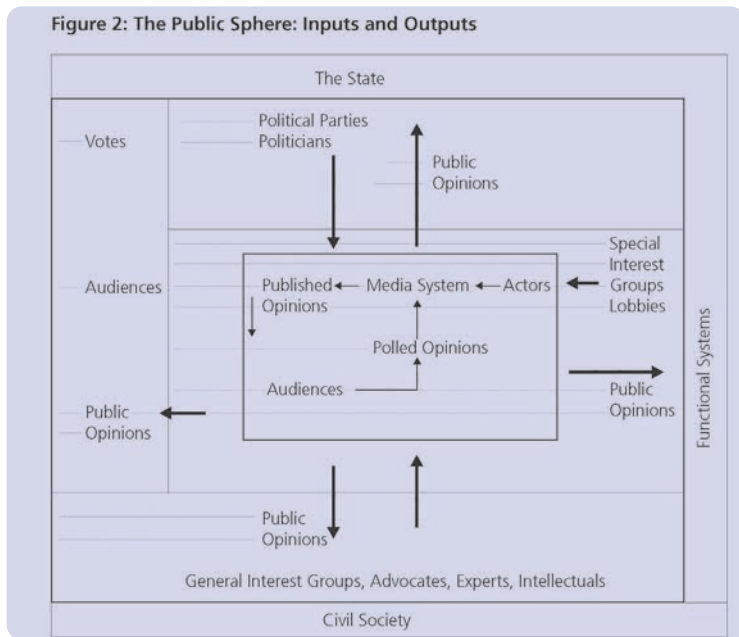 Figure 2: The Public Sphere: Inputs and Outputs
The State
Political Parties
Politicians
Votes
Public
Opinions
Special
Interest
Groups
Lobbies
Audiences
Published
Opinions
Media System
Actors
Polled Opinions
Audiences
Public
Opinions
Public
Opinions
Functional Systems
Public
Opinions
General Interest Groups, Advocates, Experts, Intellectuals
Civil Society